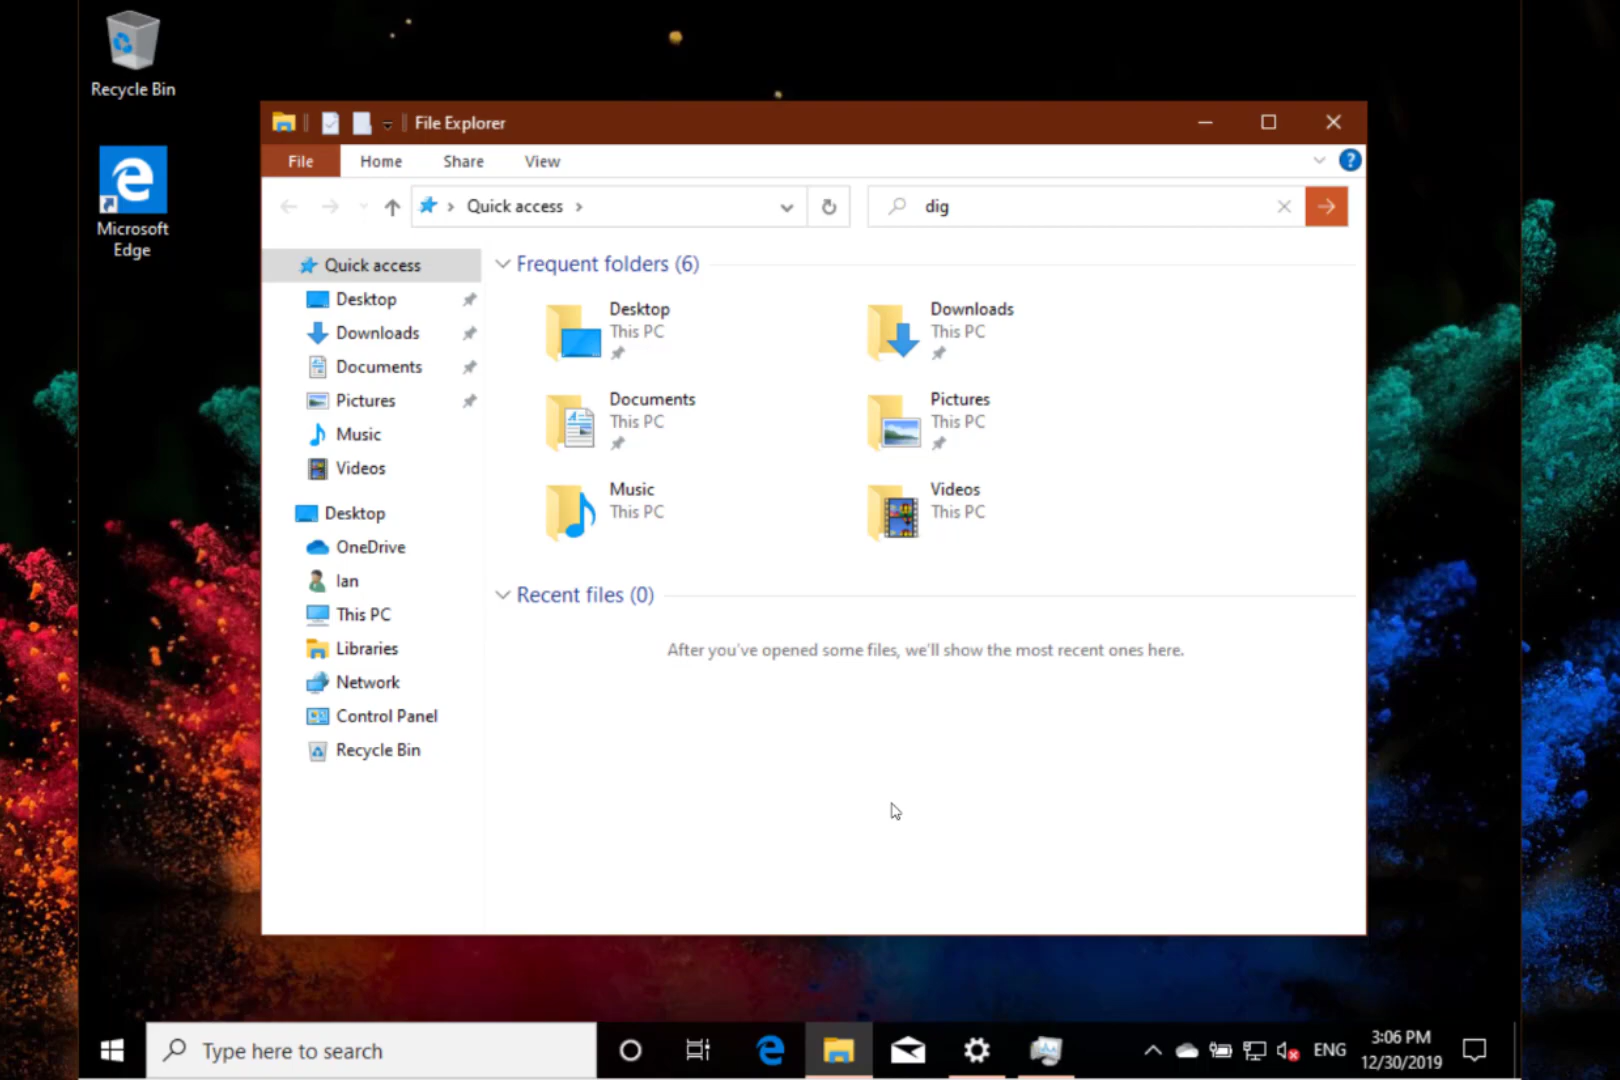 Recycle Bin
Microsoft
Edge
File Explorer
File
Home
Share
View
?
Quick access
dig
Quick access
Desktop
Downloads
Documents
Pictures
Music
Videos
Desktop
OneDrive
Ian
This PC
Libraries
Network
Control Panel
Recycle Bin
Frequent folders (6)
Desktop
This PC
Downloads
This PC
Documents
This PC
Pictures
This PC
Music
This PC
Videos
This PC
Recent files (0)
After you've opened some files, we'll show the most recent ones here.
Type here to search
ENG
3:06 PM
12/30/2019